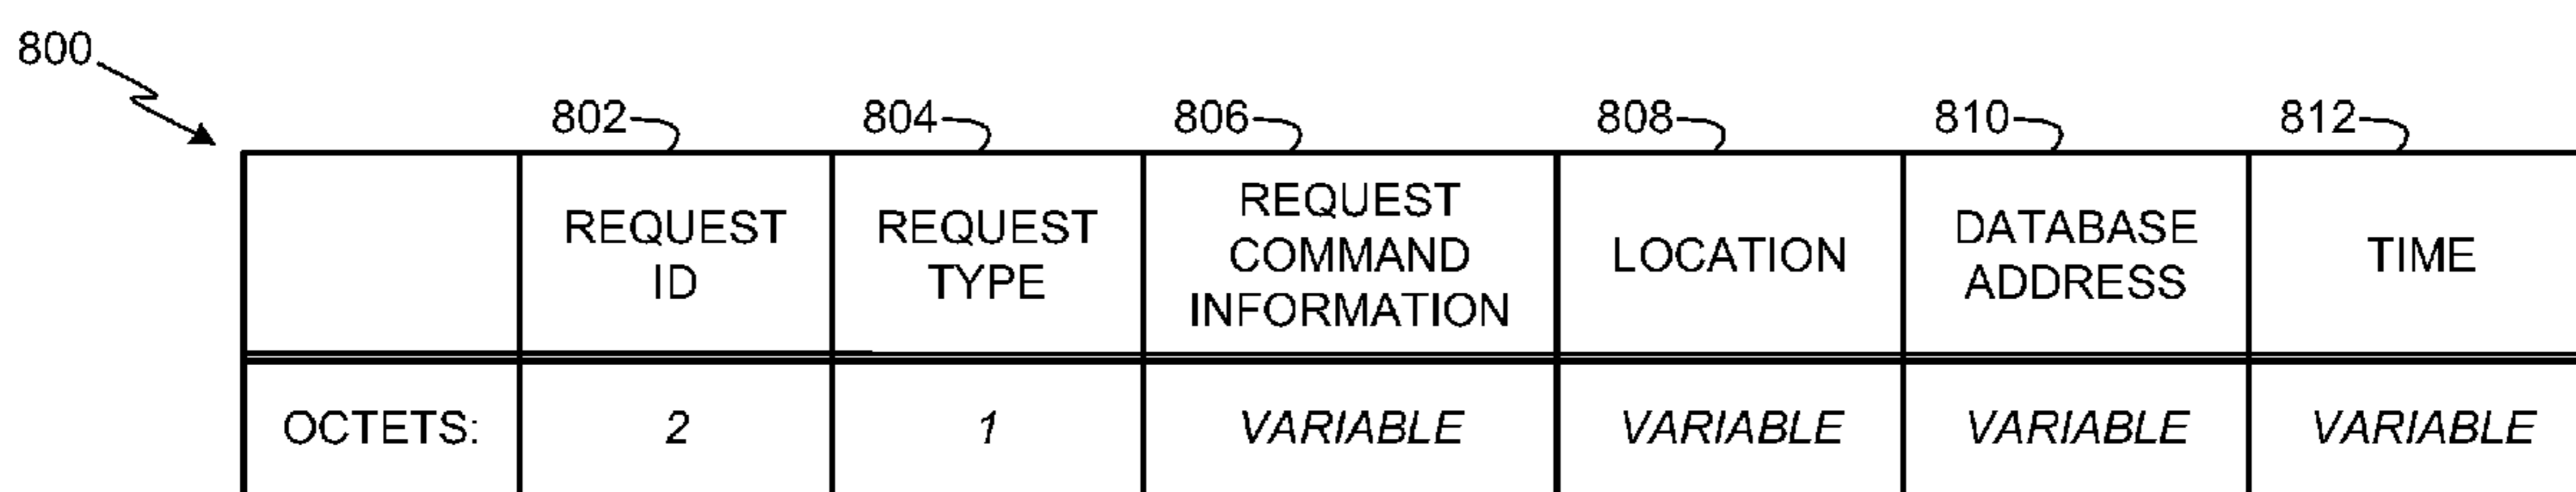 800
802 804 806 808 810 812
REQUEST ID
REQUEST TYPE
REQUEST COMMAND INFORMATION
LOCATION
DATABASE ADDRESS
TIME
OCTETS: 2 1 VARIABLE VARIABLE VARIABLE VARIABLE